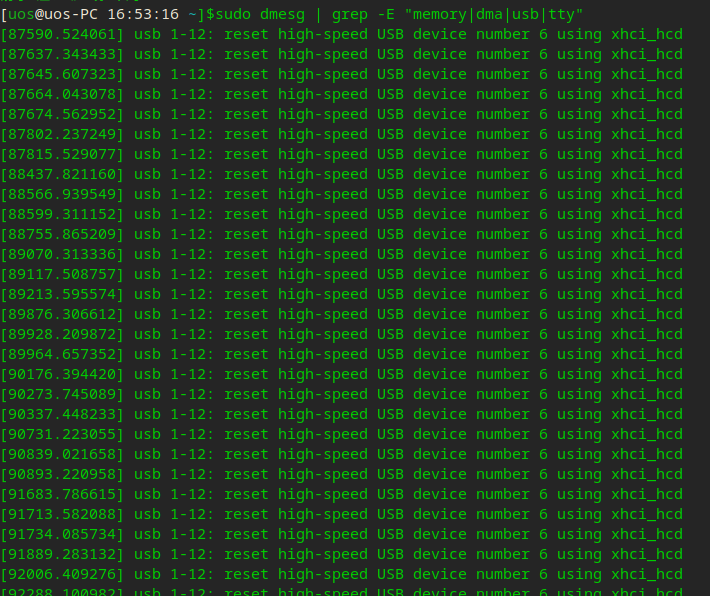 [uos@uos-PC 16:53:16 ~]$sudo dmesg | grep -E "memory|dma|usb|tty"
[87590.524061] usb 1-12: reset high-speed USB device number 6 using xhci_hcd
[87637.343433] usb 1-12: reset high-speed USB device number 6 using xhci_hcd
[87645.607323] usb 1-12: reset high-speed USB device number 6 using xhci_hcd
[87664.043078] usb 1-12: reset high-speed USB device number 6 using xhci_hcd
[87674.562952] usb 1-12: reset high-speed USB device number 6 using xhci_hcd
[87802.237249] usb 1-12: reset high-speed USB device number 6 using xhci_hcd
[87815.529077] usb 1-12: reset high-speed USB device number 6 using xhci_hcd
[88437.821160] usb 1-12: reset high-speed USB device number 6 using xhci_hcd
[88566.939549] usb 1-12: reset high-speed USB device number 6 using xhci_hcd
[88599.311152] usb 1-12: reset high-speed USB device number 6 using xhci_hcd
[88755.865209] usb 1-12: reset high-speed USB device number 6 using xhci_hcd
[89070.313336] usb 1-12: reset high-speed USB device number 6 using xhci_hcd
[89117.508757] usb 1-12: reset high-speed USB device number 6 using xhci_hcd
[89213.595574] usb 1-12: reset high-speed USB device number 6 using xhci_hcd
[89876.306612] usb 1-12: reset high-speed USB device number 6 using xhci_hcd
[89928.209872] usb 1-12: reset high-speed USB device number 6 using xhci_hcd
[89964.657352] usb 1-12: reset high-speed USB device number 6 using xhci_hcd
[90176.394420] usb 1-12: reset high-speed USB device number 6 using xhci_hcd
[90273.745089] usb 1-12: reset high-speed USB device number 6 using xhci_hcd
[90337.448233] usb 1-12: reset high-speed USB device number 6 using xhci_hcd
[90731.223055] usb 1-12: reset high-speed USB device number 6 using xhci_hcd
[90839.021658] usb 1-12: reset high-speed USB device number 6 using xhci_hcd
[90893.220958] usb 1-12: reset high-speed USB device number 6 using xhci_hcd
[91683.786615] usb 1-12: reset high-speed USB device number 6 using xhci_hcd
[91713.582088] usb 1-12: reset high-speed USB device number 6 using xhci_hcd
[91734.085734] usb 1-12: reset high-speed USB device number 6 using xhci_hcd
[91889.283132] usb 1-12: reset high-speed USB device number 6 using xhci_hcd
[92006.409276] usb 1-12: reset high-speed USB device number 6 using xhci_hcd
[92288.100982] usb 1-12: reset high-speed USB device number 6 using xhci_hcd